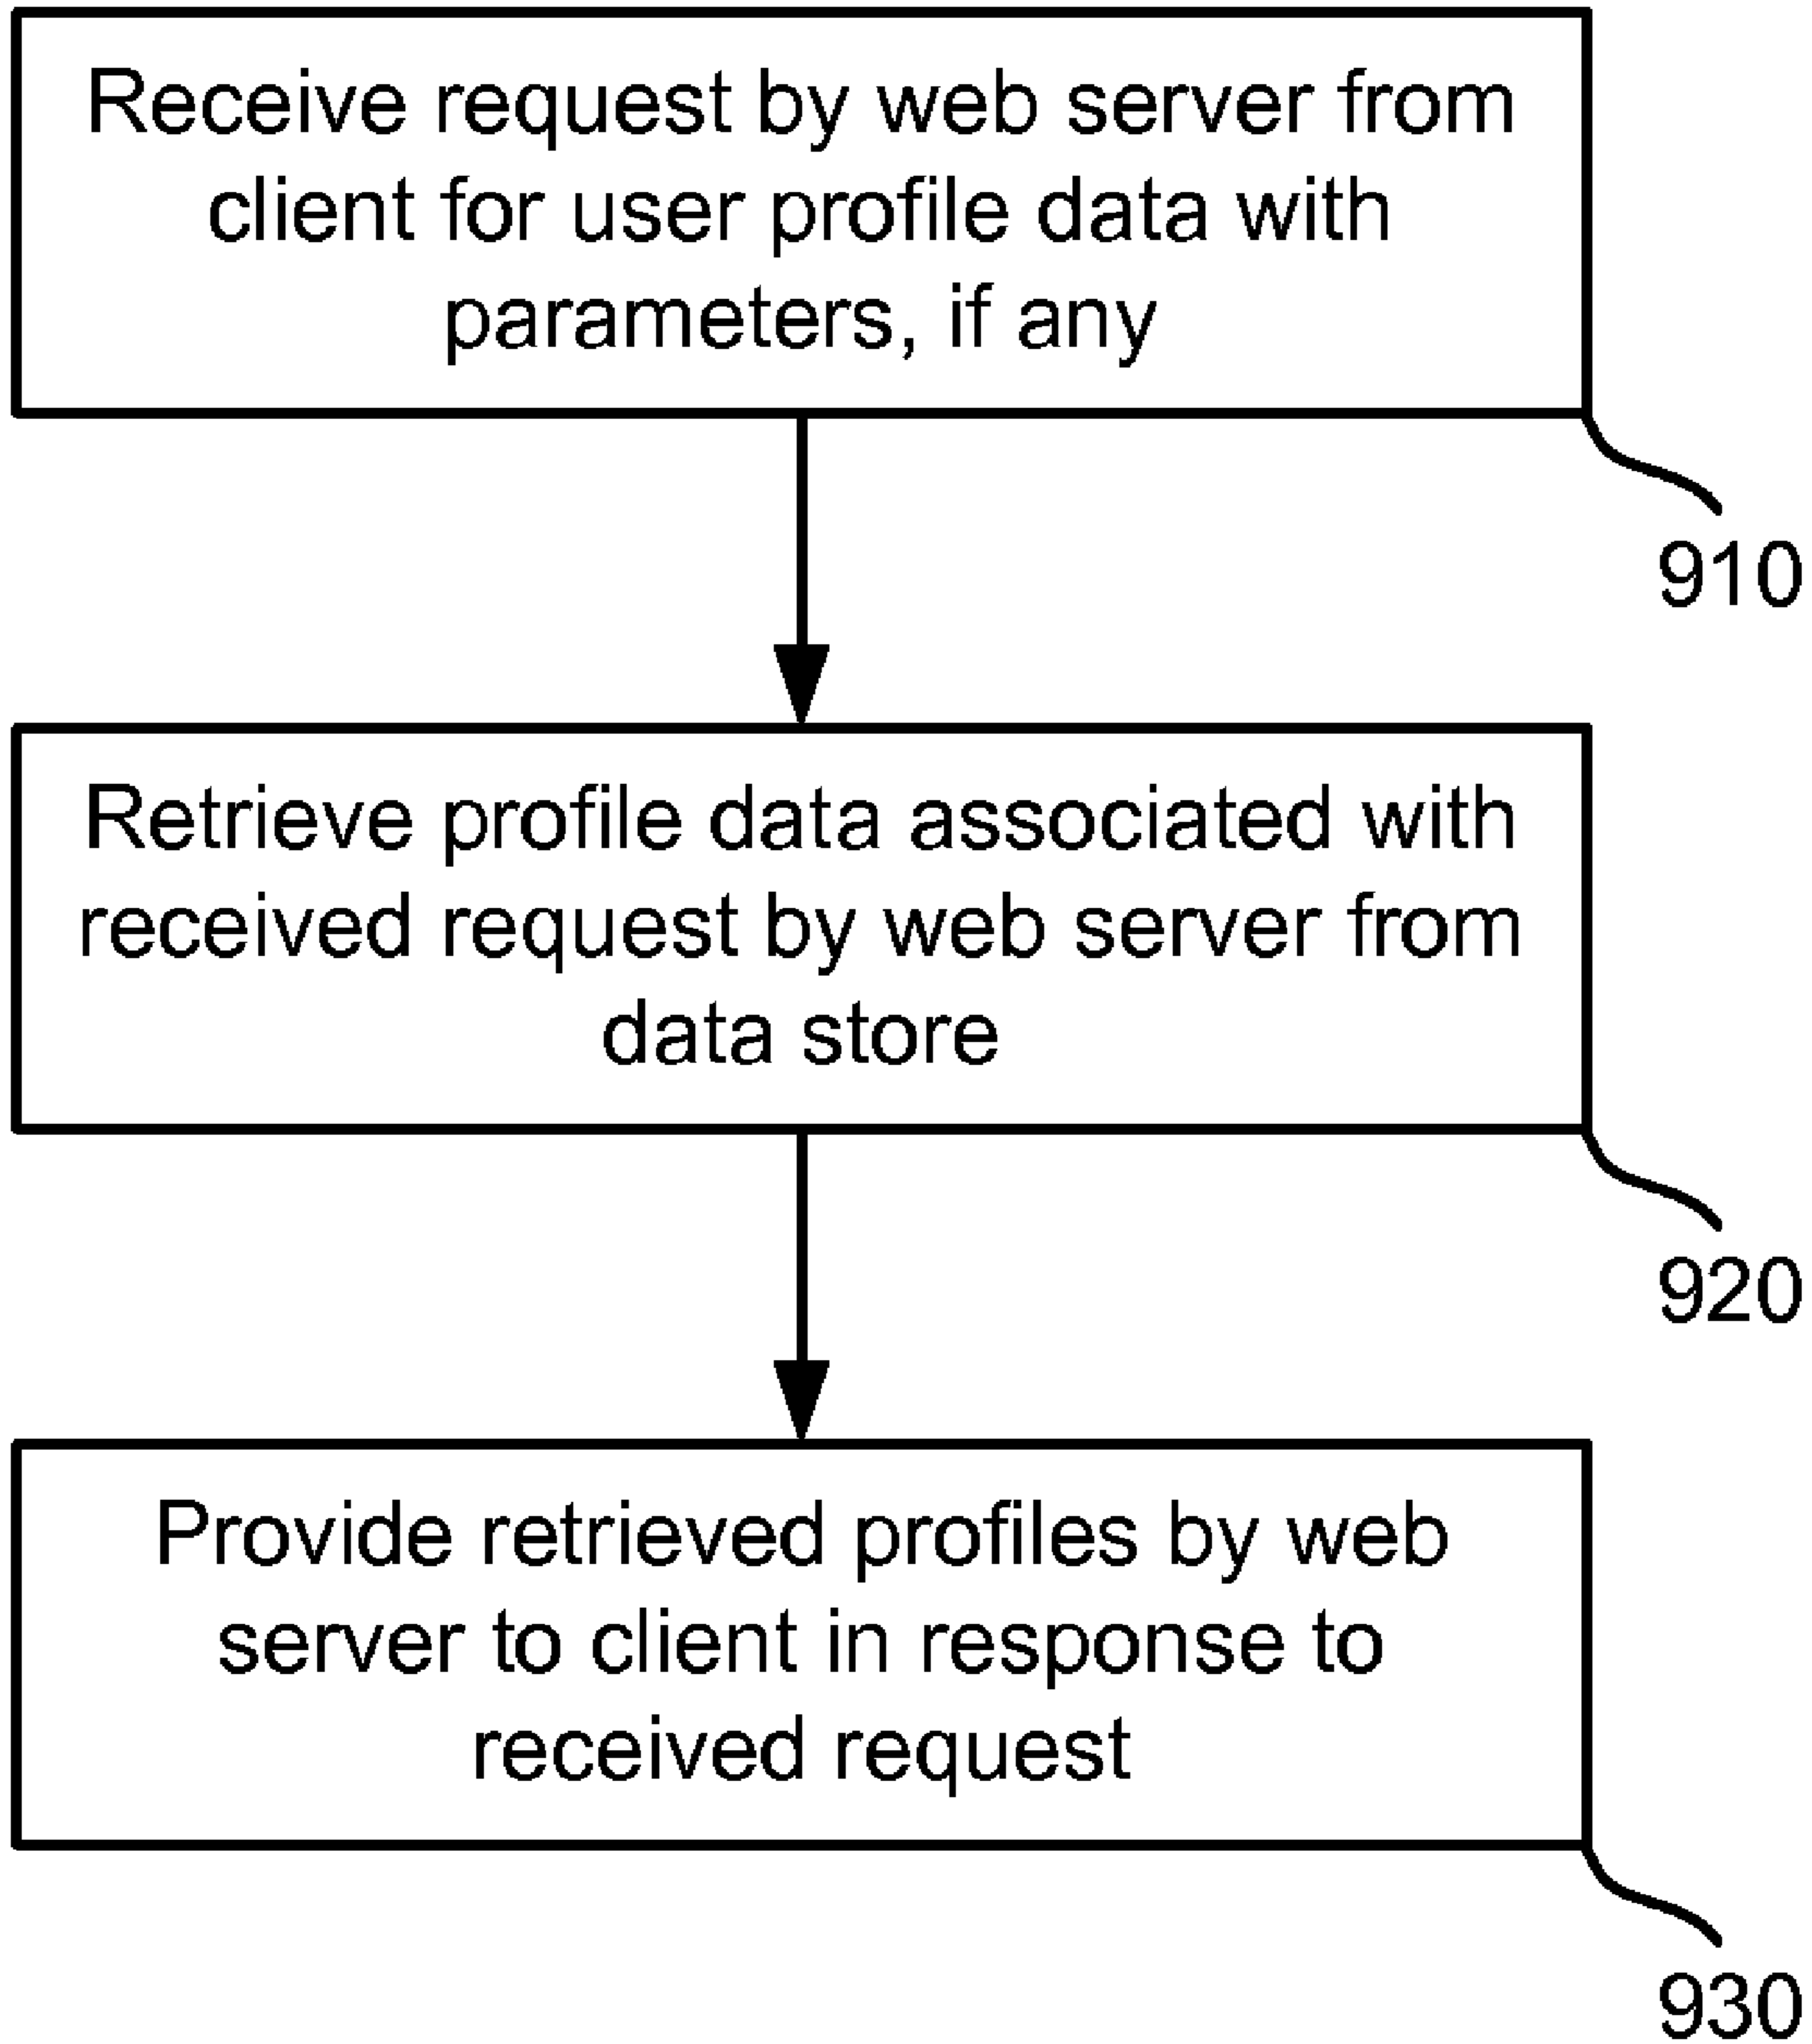 Receive request by web server from
client for user profile data with
parameters, if any
910
Retrieve profile data associated with
received request by web server from
data store
920
Provide retrieved profiles by web
server to client in response to
received request
930